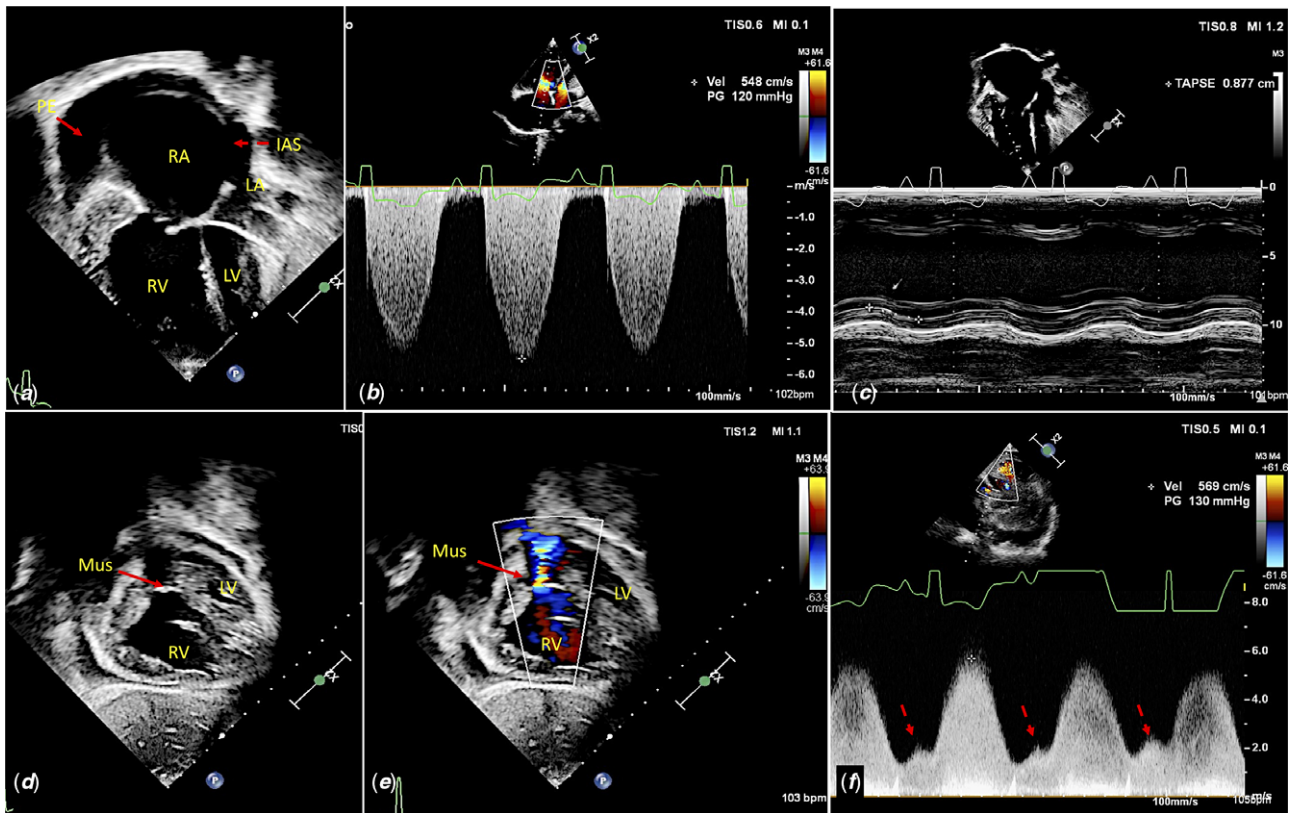 PE
RA
IAS
LA
RV
LV
P
(a)
TIS0.6 MI 0.1
X2
M3 M4
+61.6
-61.6
cm/s
Vel 548 cm/s
PG 120 mmHg
m/s
-1.0
-2.0
-3.0
-4.0
-5.0
-6.0
100mm/s
102bpm
(b)
TIS0.8 MI 1.2
M3
TAPSE 0.877 cm
P
0
5
10
100mm/s
(c)
Mus
LV
RV
P
(d)
TIS1.2 MI 1.1
M3 M4
cm/s
Mus
LV
RV
P
103 bpm
(e)
TIS0.5 MI 0.1
X2
M3 M4
+61.6
-61.6
cm/s
Vel 569 cm/s
PG 130 mmHg
8.0
6.0
4.0
2.0
m/s
100mm/s
(f)